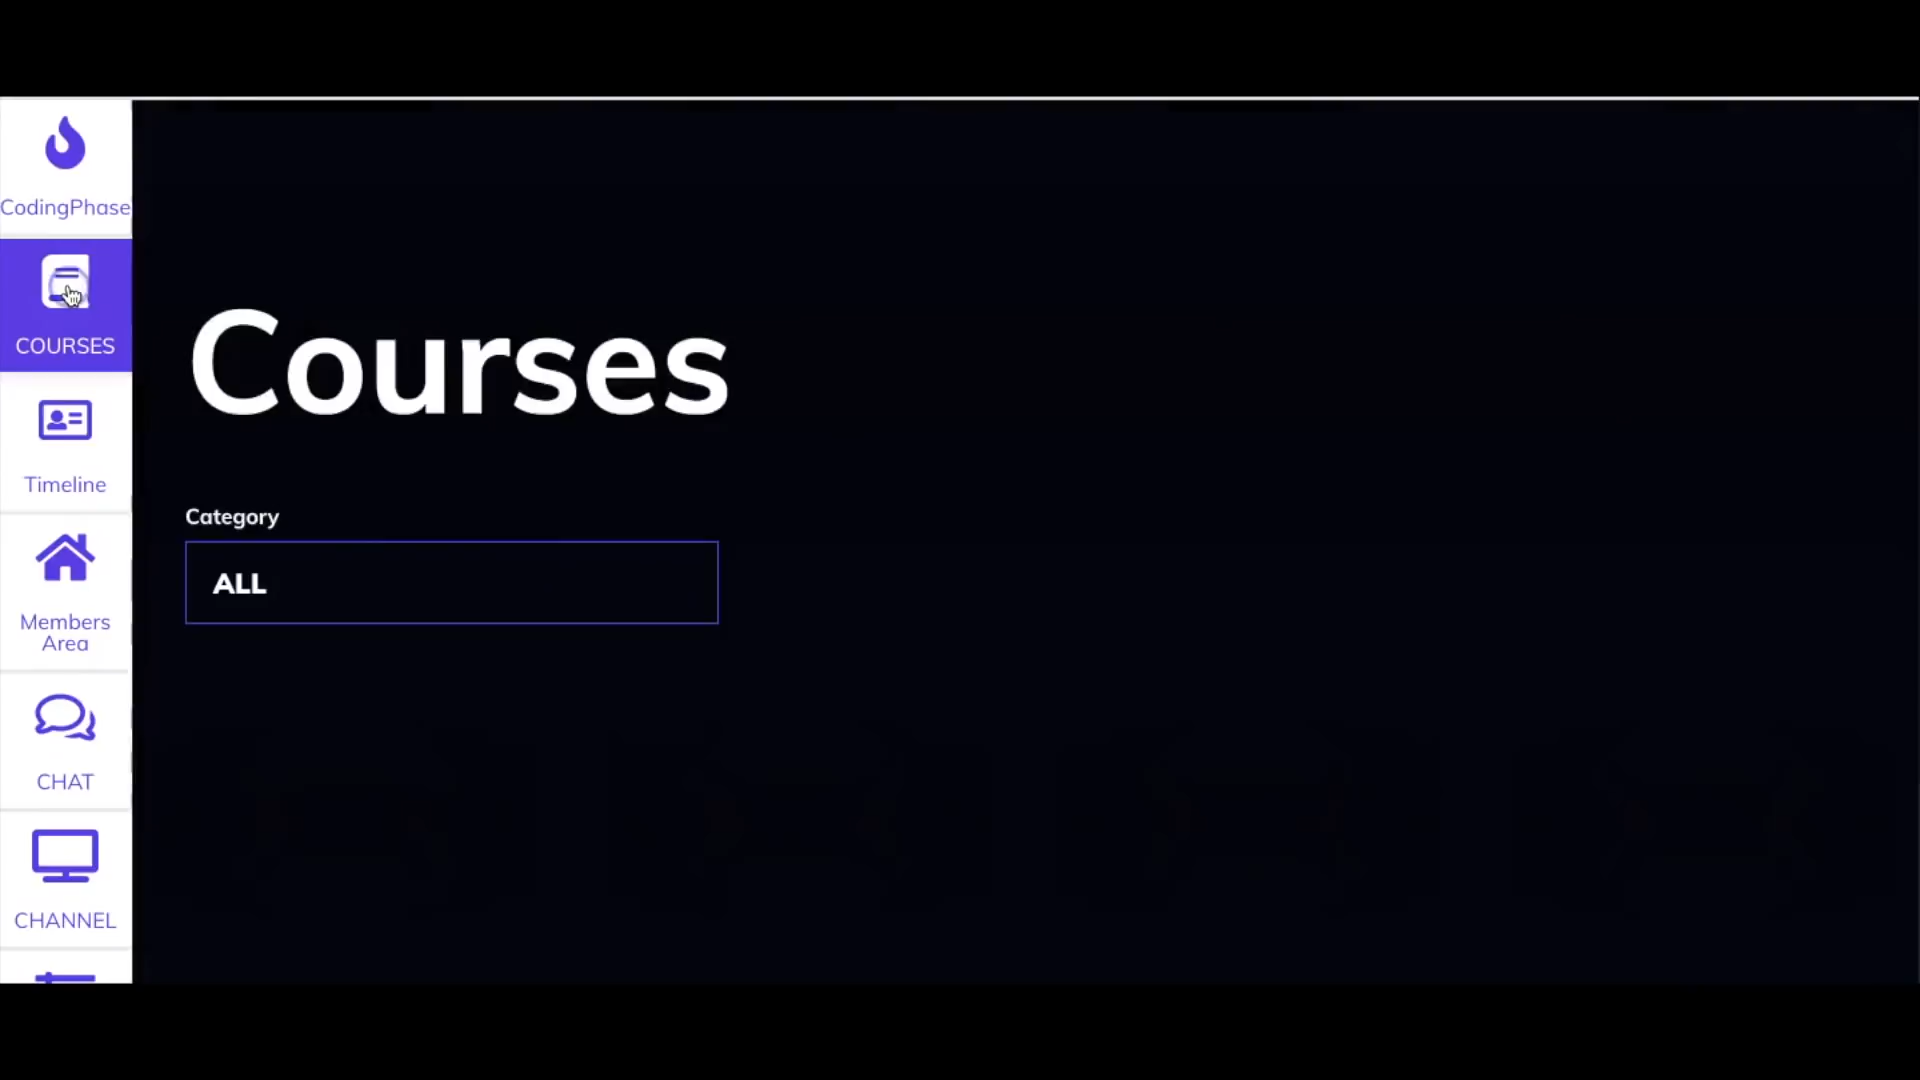 CodingPhase
COURSES
Timeline
Members
Area
CHAT
CHANNEL
Courses
Category
ALL